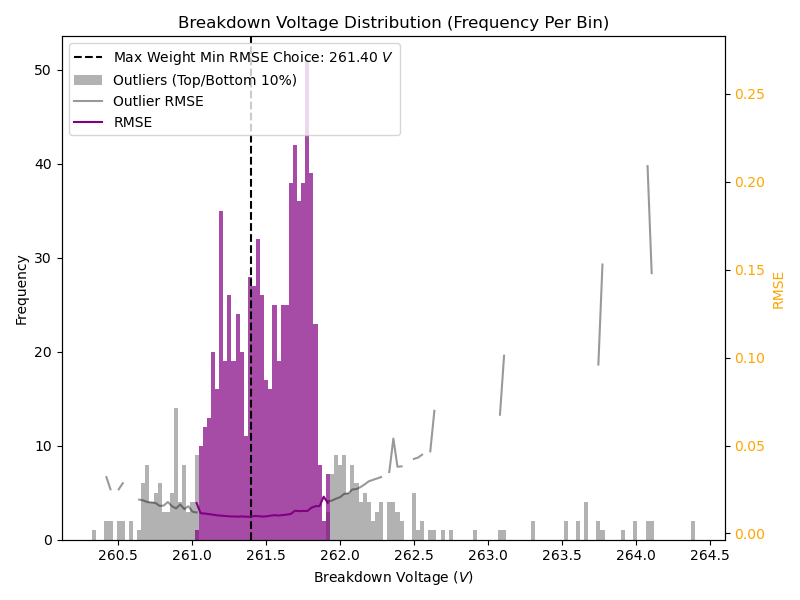 Breakdown Voltage Distribution (Frequency Per Bin)
Max Weight Min RMSE Choice: 261.40 V
Outliers (Top/Bottom 10%)
Outlier RMSE
RMSE
50
40
30
20
10
0
Frequency
0.25
0.20
0.15
0.10
0.05
0.00
RMSE
260.5 261.0 261.5 262.0 262.5 263.0 263.5 264.0 264.5
Breakdown Voltage (V)